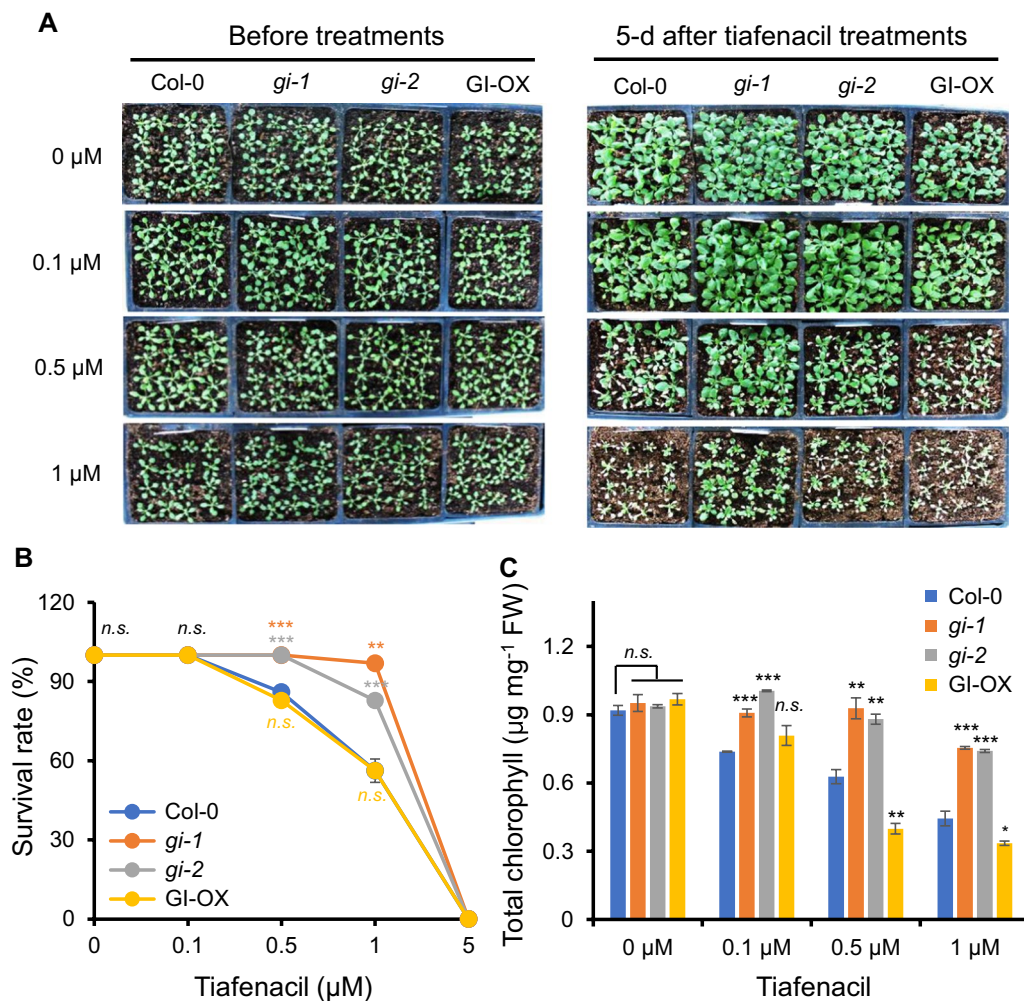 A
Before treatments
5-d after tiafenacil treatments
Col-0 gi-1 gi-2 GI-OX
Col-0 gi-1 gi-2 GI-OX
0 µM
0.1 µM
0.5 µM
1 µM
B
Survival rate (%)
120
90
60
30
0
n.s. n.s. *** **
*** ***
n.s.
n.s.
Col-0
gi-1
gi-2
GI-OX
0 0.1 0.5 1 5
Tiafenacil (µM)
C
Total chlorophyll (µg mg⁻¹ FW)
1.2
0.9
0.6
0.3
0
Col-0
gi-1
gi-2
GI-OX
n.s.
*** *** n.s.
** ** **
*** *** *
0 µM 0.1 µM 0.5 µM 1 µM
Tiafenacil